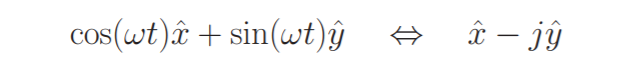 cos(ωt)x̂ + sin(ωt)ŷ ⇔ x̂ − jŷ